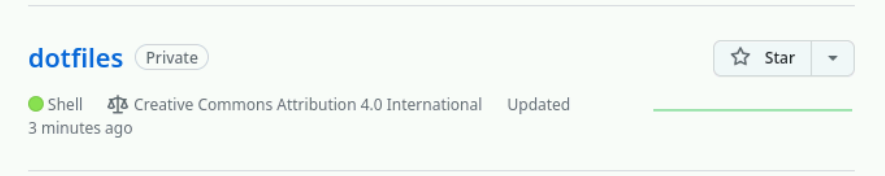 dotfiles Private Star
Shell Creative Commons Attribution 4.0 International Updated
3 minutes ago